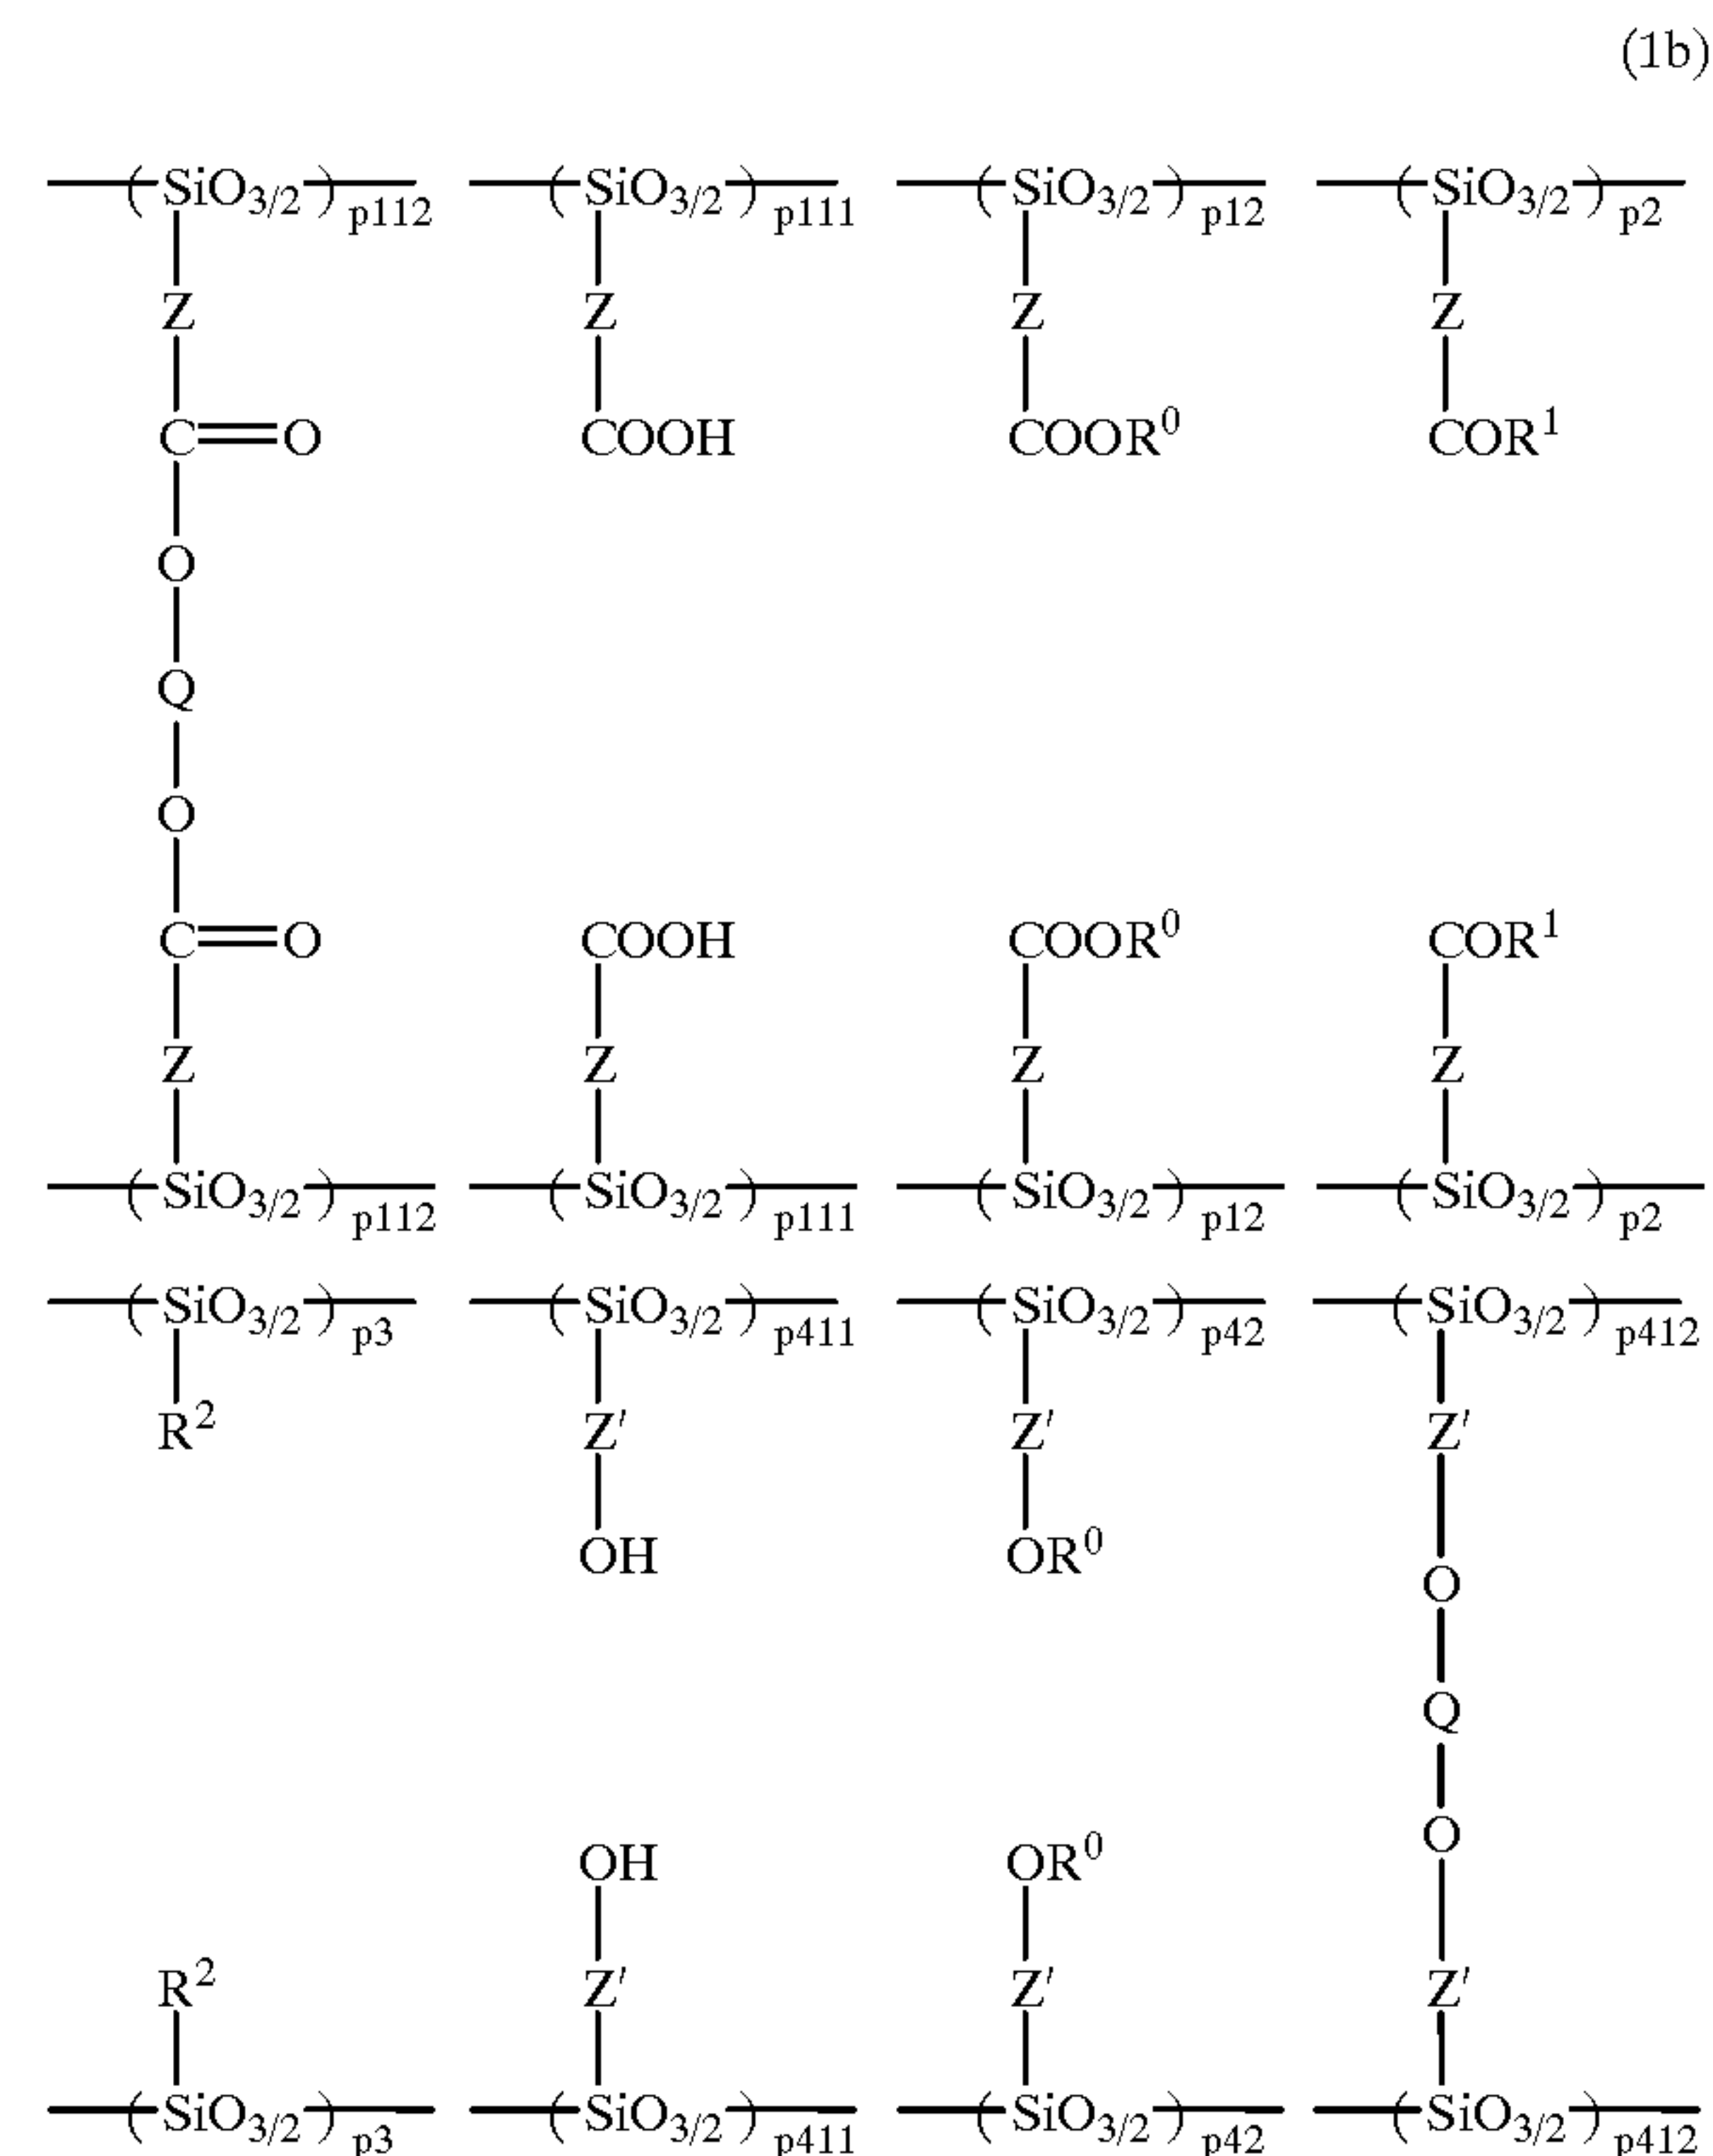 (1b)
(SiO3/2)p112 (SiO3/2)p111 (SiO3/2)p12 (SiO3/2)p2
Z Z Z Z
C=O COOH COOR0 COR1
O
Q
O
C=O COOH COOR0 COR1
Z Z Z Z
(SiO3/2)p112 (SiO3/2)p111 (SiO3/2)p12 (SiO3/2)p2
(SiO3/2)p3 (SiO3/2)p411 (SiO3/2)p42 (SiO3/2)p412
R2 Z' Z' Z'
OH OR0 O
Q
OH OR0 O
R2 Z' Z' Z'
(SiO3/2)p3 (SiO3/2)p411 (SiO3/2)p42 (SiO3/2)p412